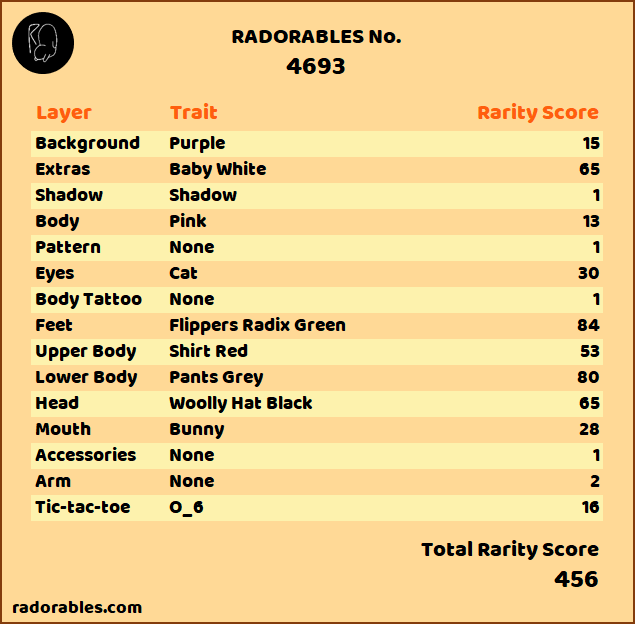 RADORABLES No.
4693
Layer Trait Rarity Score
Background Purple 15
Extras Baby White 65
Shadow Shadow 1
Body Pink 13
Pattern None 1
Eyes Cat 30
Body Tattoo None 1
Feet Flippers Radix Green 84
Upper Body Shirt Red 53
Lower Body Pants Grey 80
Head Woolly Hat Black 65
Mouth Bunny 28
Accessories None 1
Arm None 2
Tic-tac-toe O_6 16
Total Rarity Score
456
radorables.com